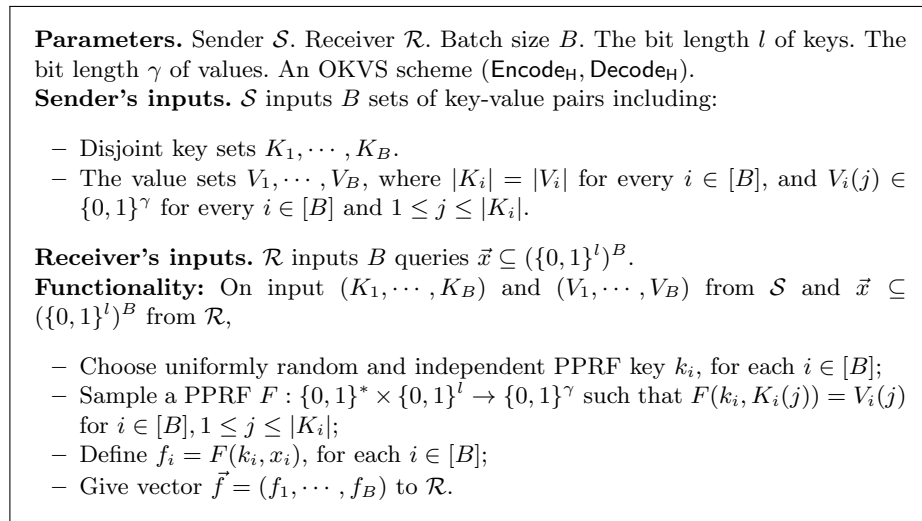 Parameters. Sender 𝒮. Receiver ℛ. Batch size B. The bit length l of keys. The
bit length γ of values. An OKVS scheme (Encode_H, Decode_H).
Sender's inputs. 𝒮 inputs B sets of key-value pairs including:
– Disjoint key sets K_1, ⋯ , K_B.
– The value sets V_1, ⋯ , V_B, where |K_i| = |V_i| for every i ∈ [B], and V_i(j) ∈
{0, 1}^γ for every i ∈ [B] and 1 ≤ j ≤ |K_i|.
Receiver's inputs. ℛ inputs B queries x⃗ ⊆ ({0, 1}^l)^B.
Functionality: On input (K_1, ⋯ , K_B) and (V_1, ⋯ , V_B) from 𝒮 and x⃗ ⊆
({0, 1}^l)^B from ℛ,
– Choose uniformly random and independent PPRF key k_i, for each i ∈ [B];
– Sample a PPRF F : {0, 1}^* × {0, 1}^l → {0, 1}^γ such that F(k_i, K_i(j)) = V_i(j)
for i ∈ [B], 1 ≤ j ≤ |K_i|;
– Define f_i = F(k_i, x_i), for each i ∈ [B];
– Give vector f⃗ = (f_1, ⋯ , f_B) to ℛ.